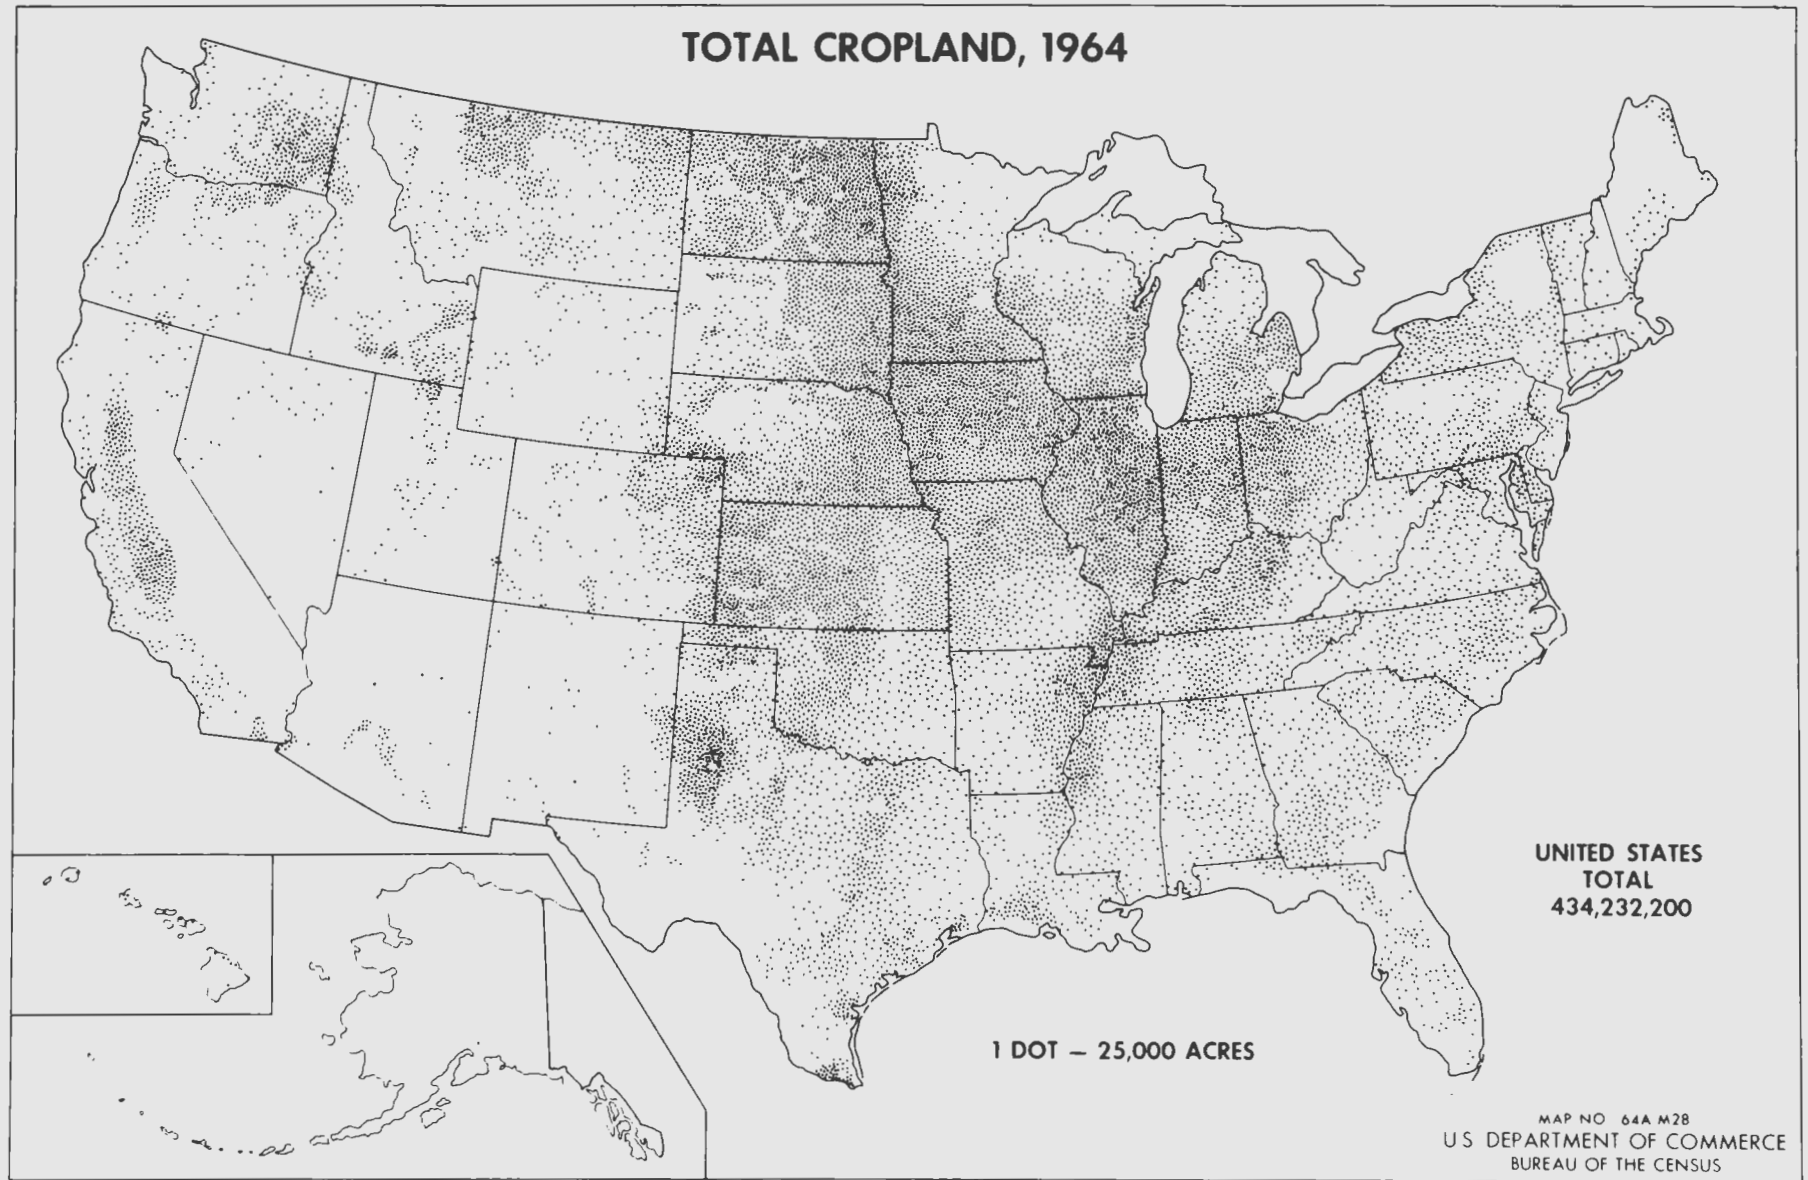 TOTAL CROPLAND, 1964
UNITED STATES
TOTAL
434,232,200
1 DOT – 25,000 ACRES
MAP NO 64A M28
U S DEPARTMENT OF COMMERCE
BUREAU OF THE CENSUS